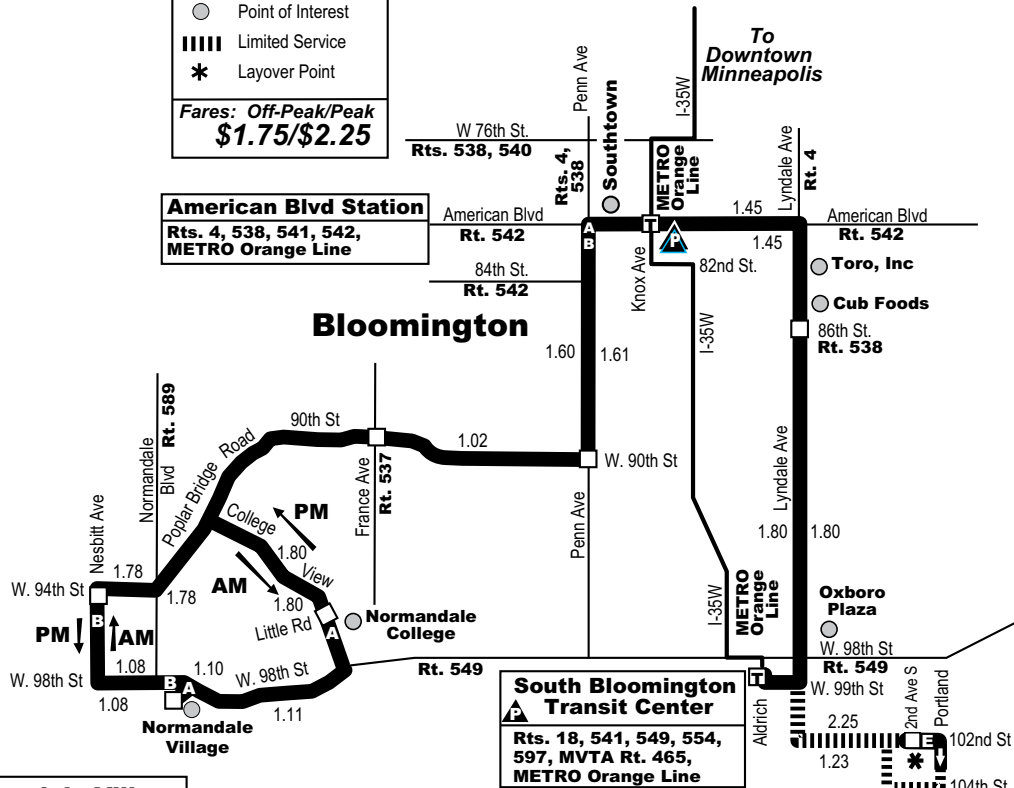 Point of Interest
Limited Service
Layover Point
Fares: Off-Peak/Peak
$1.75/$2.25
To
Downtown
Minneapolis
Penn Ave
I-35W
W 76th St.
Rts. 538, 540
Rts. 4,
538
Southtown
METRO
Orange
Line
Lyndale Ave
Rt. 4
American Blvd Station
Rts. 4, 538, 541, 542,
METRO Orange Line
American Blvd
Rt. 542
A
B
T
P
1.45
1.45
American Blvd
Rt. 542
84th St.
Rt. 542
Knox Ave
82nd St.
Toro, Inc
Cub Foods
86th St.
Rt. 538
Bloomington
1.60
1.61
I-35W
Normandale
Blvd
Rt. 589
90th St
1.02
W. 90th St
France Ave
Rt. 537
Penn Ave
Lyndale Ave
Nesbitt Ave
Poplar Bridge Road
College View
PM
AM
1.80
1.80
1.80
1.80
W. 94th St
1.78
1.78
B
PM
AM
Little Rd
A
Normandale
College
I-35W
METRO
Orange
Line
Oxboro
Plaza
W. 98th St
Rt. 549
Rt. 549
W. 98th St
1.08
1.08
1.10
B
A
W. 98th St
1.11
Normandale
Village
South Bloomington
Transit Center
P
Rts. 18, 541, 549, 554,
597, MVTA Rt. 465,
METRO Orange Line
T
Aldrich
W. 99th St
2.25
1.23
2nd Ave S
Portland
E
102nd St
104th St